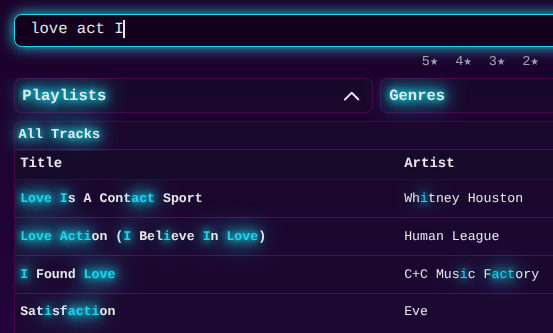 love act I
5★ 4★ 3★ 2★
Playlists Genres
All Tracks
Title Artist
Love Is A Contact Sport Whitney Houston
Love Action (I Believe In Love) Human League
I Found Love C+C Music Factory
Satisfaction Eve